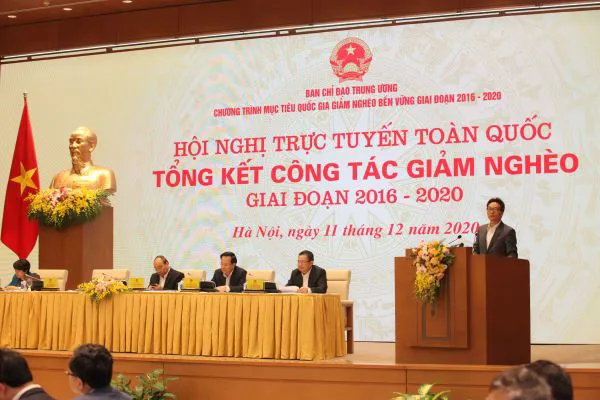 BAN CHỈ ĐẠO TRUNG ƯƠNG
CHƯƠNG TRÌNH MỤC TIÊU QUỐC GIA GIẢM NGHÈO BỀN VỮNG GIAI ĐOẠN 2016 - 2020
HỘI NGHỊ TRỰC TUYẾN TOÀN QUỐC
TỔNG KẾT CÔNG TÁC GIẢM NGHÈO
GIAI ĐOẠN 2016 - 2020
Hà Nội, ngày 11 tháng 12 năm 2020